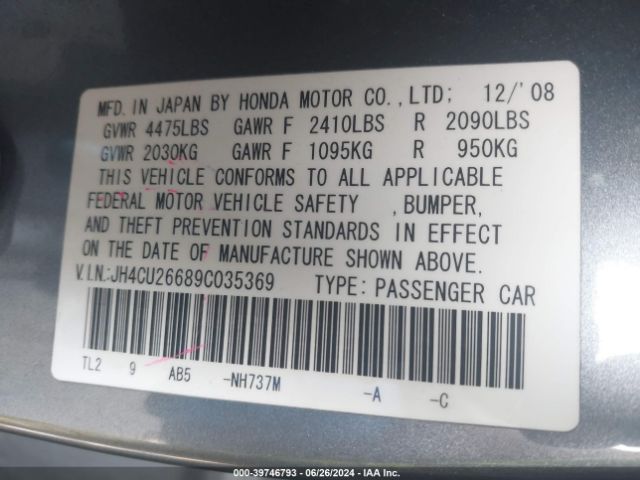 MFD. IN JAPAN BY HONDA MOTOR CO.,LTD; 12/'08
GVWR 4475LBS GAWR F 2410LBS R 2090LBS
GVWR 2030KG GAWR F 1095KG R 950KG
THIS VEHICLE CONFORMS TO ALL APPLICABLE
FEDERAL MOTOR VEHICLE SAFETY ,BUMPER,
AND THEFT PREVENTION STANDARDS IN EFFECT
ON THE DATE OF MANUFACTURE SHOWN ABOVE.
V.I.N.:JH4CU26689C035369 TYPE:PASSENGER CAR
TL2 9 AB5 -NH737M -A -C
000-39746793 - 06/26/2024 - IAA Inc.